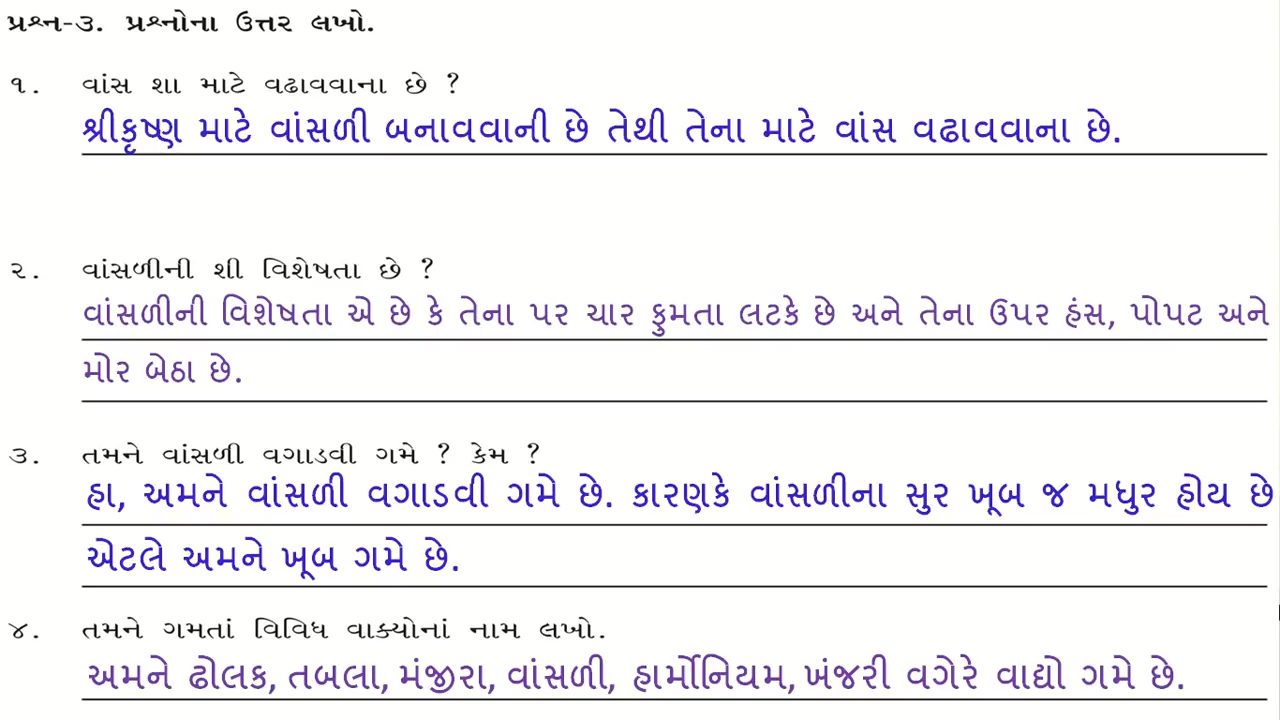 પ્રશ્ન-૩. પ્રશ્નોના ઉત્તર લખો.
૧. વાંસ શા માટે વઢાવવાના છે ?
શ્રીકૃષ્ણ માટે વાંસળી બનાવવાની છે તેથી તેના માટે વાંસ વઢાવવાના છે.
૨. વાંસળીની શી વિશેષતા છે ?
વાંસળીની વિશેષતા એ છે કે તેના પર ચાર ફુમતા લટકે છે અને તેના ઉપર હંસ, પોપટ અને
મોર બેઠા છે.
૩. તમને વાંસળી વગાડવી ગમે ? કેમ ?
હા, અમને વાંસળી વગાડવી ગમે છે. કારણકે વાંસળીના સુર ખૂબ જ મધુર હોય છે
એટલે અમને ખૂબ ગમે છે.
૪. તમને ગમતાં વિવિધ વાક્યોનાં નામ લખો.
અમને ઢોલક, તબલા, મંજીરા, વાંસળી, હાર્મોનિયમ, ખંજરી વગેરે વાદ્યો ગમે છે.